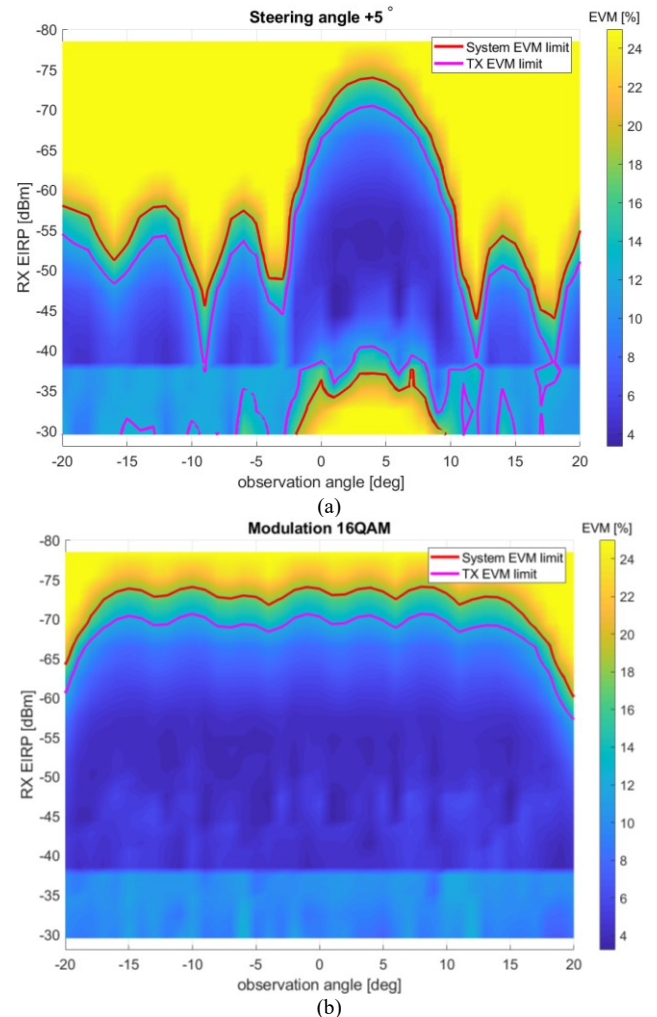 Steering angle +5 °
EVM [%]
-80
-75
-70
-65
-60
-55
-50
-45
-40
-35
-30
RX EIRP [dBm]
System EVM limit
TX EVM limit
24
22
20
18
16
14
12
10
8
6
4
-20 -15 -10 -5 0 5 10 15 20
observation angle [deg]
(a)
Modulation 16QAM
EVM [%]
-80
-75
-70
-65
-60
-55
-50
-45
-40
-35
-30
RX EIRP [dBm]
System EVM limit
TX EVM limit
24
22
20
18
16
14
12
10
8
6
4
-20 -15 -10 -5 0 5 10 15 20
observation angle [deg]
(b)